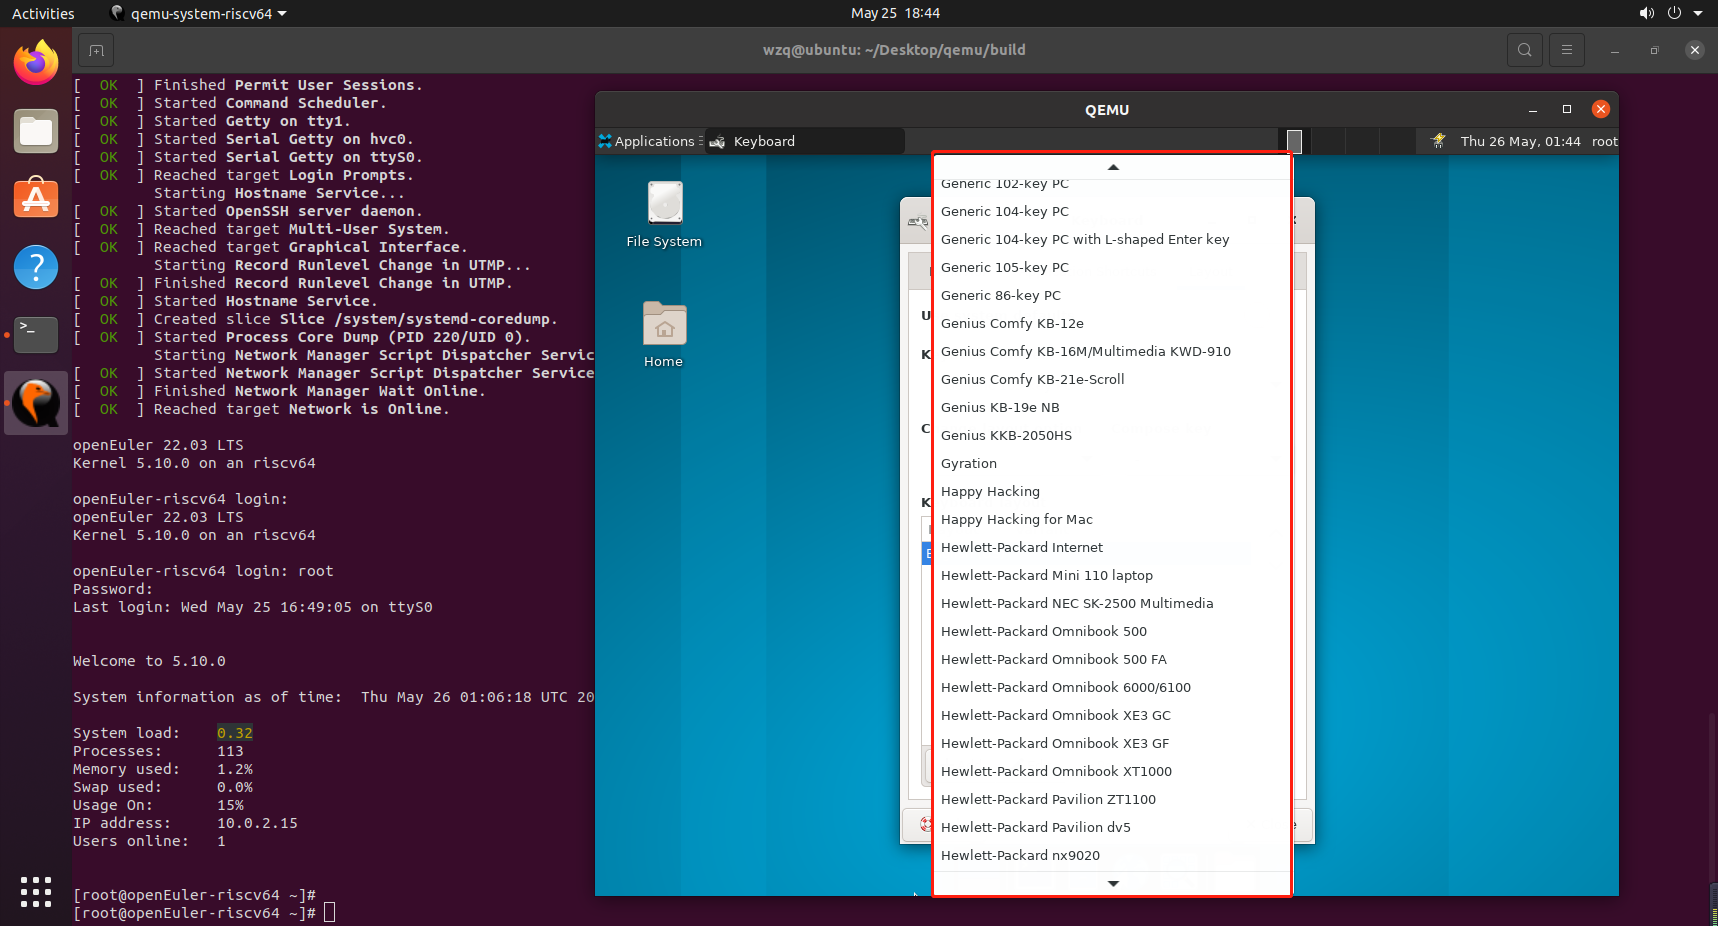 Activities
qemu-system-riscv64
May 25 18:44
wzq@ubuntu: ~/Desktop/qemu/build
[ OK ] Finished Permit User Sessions.
[ OK ] Started Command Scheduler.
[ OK ] Started Getty on tty1.
[ OK ] Started Serial Getty on hvc0.
[ OK ] Started Serial Getty on ttyS0.
[ OK ] Reached target Login Prompts.
Starting Hostname Service...
[ OK ] Started OpenSSH server daemon.
[ OK ] Reached target Multi-User System.
[ OK ] Reached target Graphical Interface.
Starting Record Runlevel Change in UTMP...
[ OK ] Finished Record Runlevel Change in UTMP.
[ OK ] Started Hostname Service.
[ OK ] Created slice Slice /system/systemd-coredump.
[ OK ] Started Process Core Dump (PID 220/UID 0).
Starting Network Manager Script Dispatcher Servic
[ OK ] Started Network Manager Script Dispatcher Service
[ OK ] Finished Network Manager Wait Online.
[ OK ] Reached target Network is Online.
openEuler 22.03 LTS
Kernel 5.10.0 on an riscv64
openEuler-riscv64 login:
openEuler 22.03 LTS
Kernel 5.10.0 on an riscv64
openEuler-riscv64 login: root
Password:
Last login: Wed May 25 16:49:05 on ttyS0
Welcome to 5.10.0
System information as of time: Thu May 26 01:06:18 UTC 20
System load: 0.32
Processes: 113
Memory used: 1.2%
Swap used: 0.0%
Usage On: 15%
IP address: 10.0.2.15
Users online: 1
[root@openEuler-riscv64 ~]#
[root@openEuler-riscv64 ~]#
QEMU
Applications
Keyboard
Thu 26 May, 01:44
root
File System
Home
Generic 102-key PC
Generic 104-key PC
Generic 104-key PC with L-shaped Enter key
Generic 105-key PC
Generic 86-key PC
Genius Comfy KB-12e
Genius Comfy KB-16M/Multimedia KWD-910
Genius Comfy KB-21e-Scroll
Genius KB-19e NB
Genius KKB-2050HS
Gyration
Happy Hacking
Happy Hacking for Mac
Hewlett-Packard Internet
Hewlett-Packard Mini 110 laptop
Hewlett-Packard NEC SK-2500 Multimedia
Hewlett-Packard Omnibook 500
Hewlett-Packard Omnibook 500 FA
Hewlett-Packard Omnibook 6000/6100
Hewlett-Packard Omnibook XE3 GC
Hewlett-Packard Omnibook XE3 GF
Hewlett-Packard Omnibook XT1000
Hewlett-Packard Pavilion ZT1100
Hewlett-Packard Pavilion dv5
Hewlett-Packard nx9020